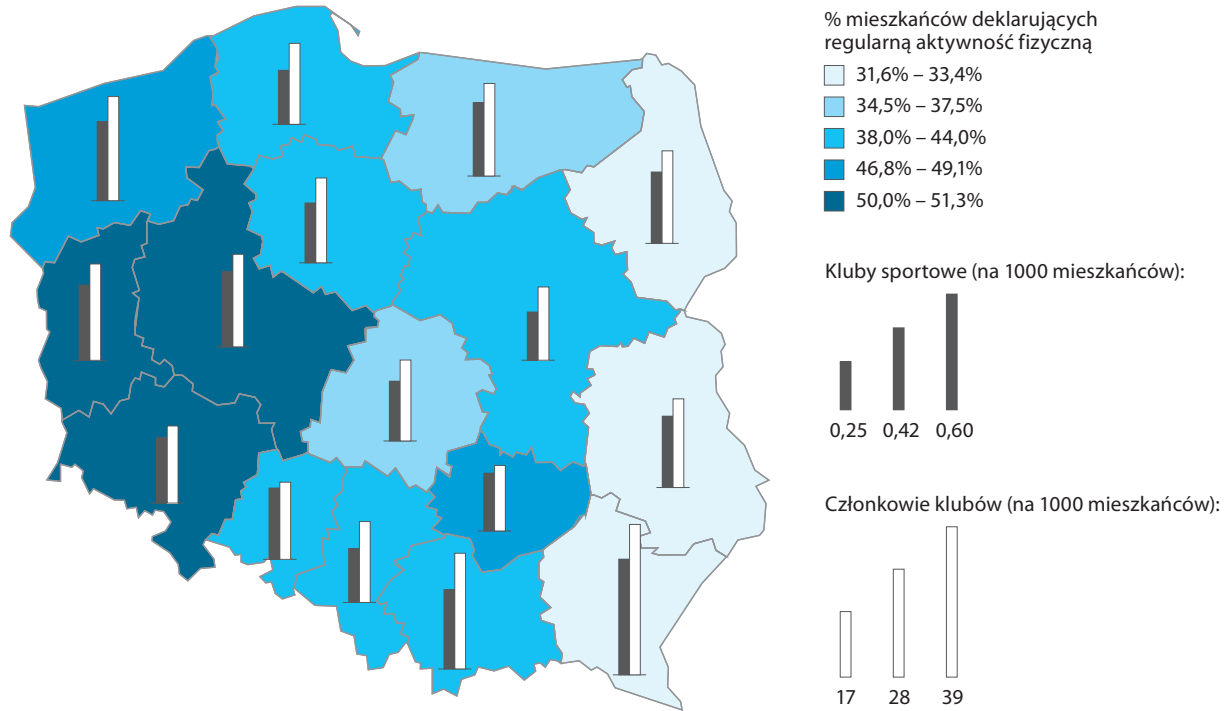 % mieszkańców deklarujących
regularną aktywność fizyczną
31,6% – 33,4%
34,5% – 37,5%
38,0% – 44,0%
46,8% – 49,1%
50,0% – 51,3%
Kluby sportowe (na 1000 mieszkańców):
0,25 0,42 0,60
Członkowie klubów (na 1000 mieszkańców):
17 28 39